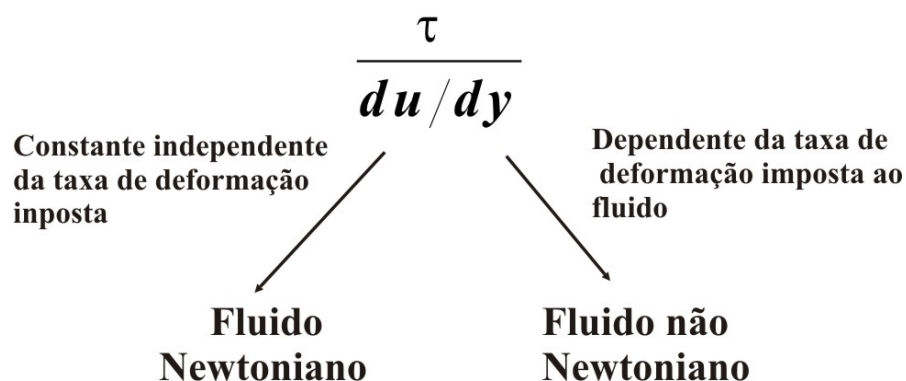 τ
du/dy
Constante independente
da taxa de deformação
inposta
Dependente da taxa de
deformação imposta ao
fluido
Fluido
Newtoniano
Fluido não
Newtoniano